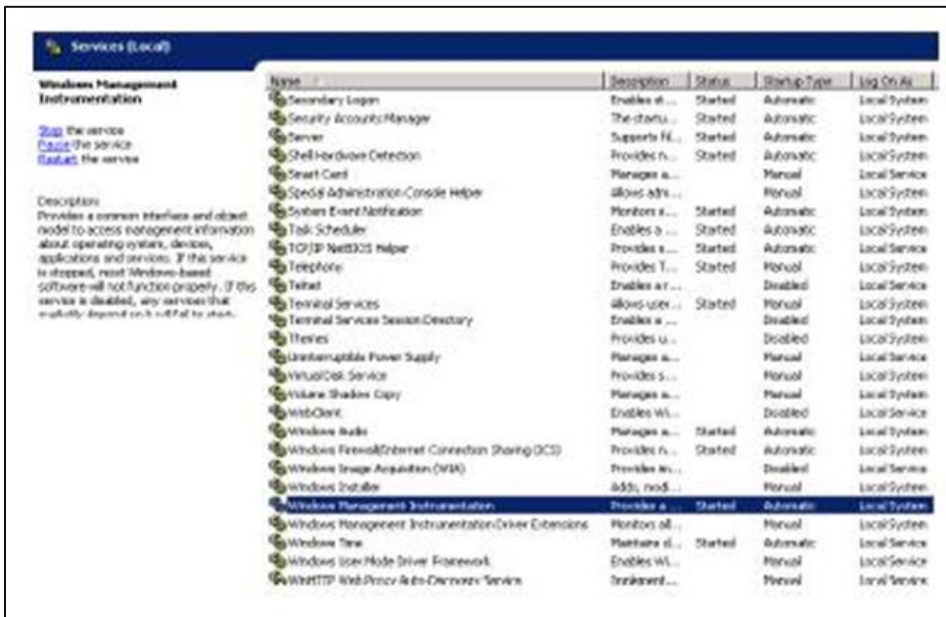 Services (Local)
Windows Management
Instrumentation
Stop the service
Pause the service
Restart the service
Description:
Provides a common interface and object
model to access management information
about operating system, devices,
applications and services. If this service
is stopped, most Windows-based
software will not function properly. If this
service is disabled, any services that
explicitly depend on it will fail to start.
Name Description Status Startup Type Log On As
Secondary Logon Enables st... Started Automatic Local System
Security Accounts Manager The startu... Started Automatic Local System
Server Supports fil... Started Automatic Local System
Shell Hardware Detection Provides n... Started Automatic Local System
Smart Card Manages a... Manual Local Service
Special Administration Console Helper Allows adm... Manual Local System
System Event Notification Monitors s... Started Automatic Local System
Task Scheduler Enables a ... Started Automatic Local System
TCP/IP NetBIOS Helper Provides s... Started Automatic Local Service
Telephony Provides T... Started Manual Local System
Telnet Enables a r... Disabled Local Service
Terminal Services Allows user... Started Manual Local System
Terminal Services Session Directory Enables a ... Disabled Local System
Themes Provides u... Disabled Local System
Uninterruptible Power Supply Manages a... Manual Local Service
Virtual Disk Service Provides s... Manual Local System
Volume Shadow Copy Manages a... Manual Local System
WebClient Enables Wi... Disabled Local Service
Windows Audio Manages a... Started Automatic Local System
Windows Firewall/Internet Connection Sharing (ICS) Provides n... Started Automatic Local System
Windows Image Acquisition (WIA) Provides im... Disabled Local Service
Windows Installer Adds, modi... Manual Local System
Windows Management Instrumentation Provides a ... Started Automatic Local System
Windows Management Instrumentation Driver Extensions Monitors all... Manual Local System
Windows Time Maintains d... Started Automatic Local Service
Windows User Mode Driver Framework Enables Wi... Manual Local Service
WinHTTP Web Proxy Auto-Discovery Service Implement... Manual Local Service